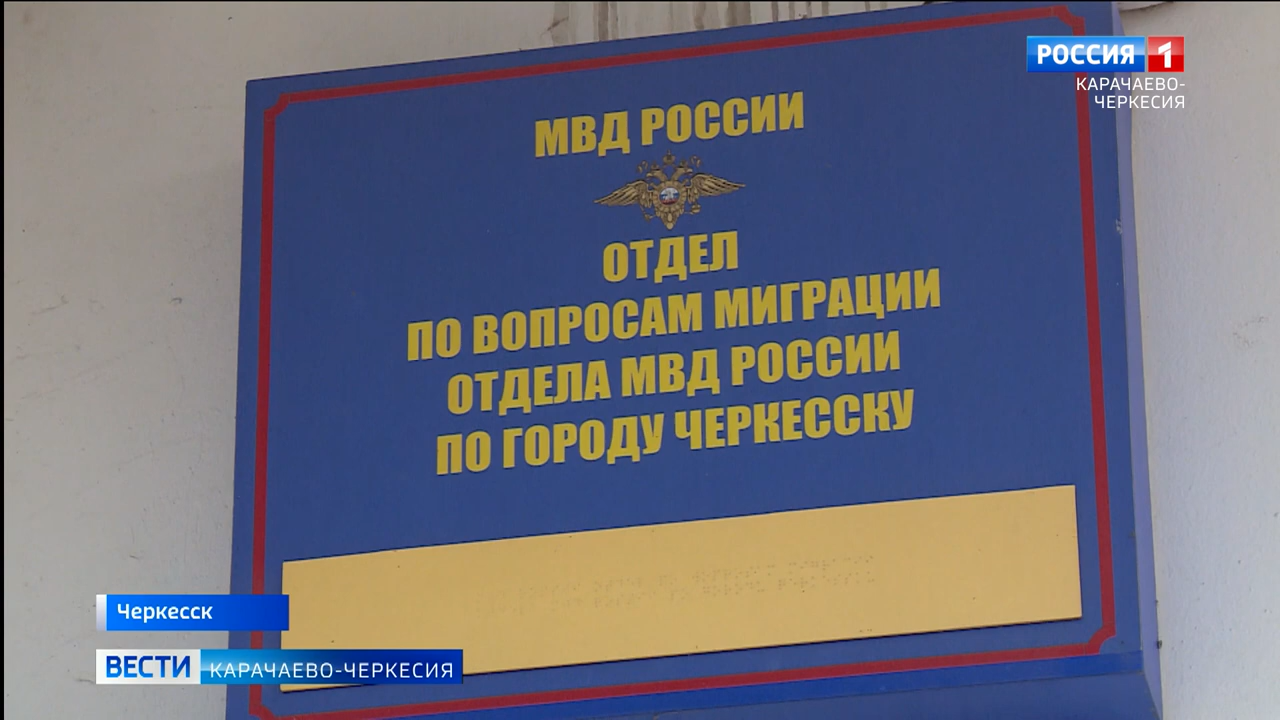 РОССИЯ 1
КАРАЧАЕВО-
ЧЕРКЕСИЯ
МВД РОССИИ
ОТДЕЛ
ПО ВОПРОСАМ МИГРАЦИИ
ОТДЕЛА МВД РОССИИ
ПО ГОРОДУ ЧЕРКЕССКУ
Черкесск
ВЕСТИ КАРАЧАЕВО-ЧЕРКЕСИЯ